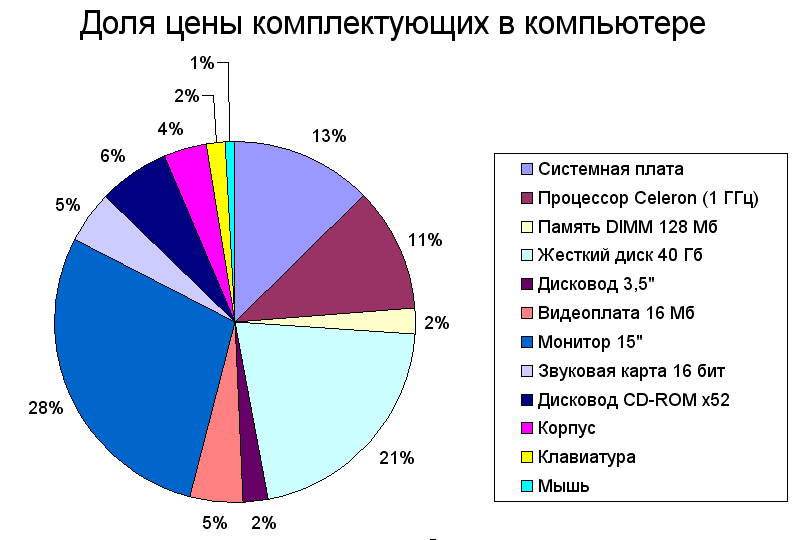 Доля цены комплектующих в компьютере
1%
2%
4%
6%
5%
28%
5%
2%
21%
2%
11%
13%
Системная плата
Процессор Celeron (1 ГГц)
Память DIMM 128 Мб
Жесткий диск 40 Гб
Дисковод 3,5"
Видеоплата 16 Мб
Монитор 15"
Звуковая карта 16 бит
Дисковод CD-ROM x52
Корпус
Клавиатура
Мышь